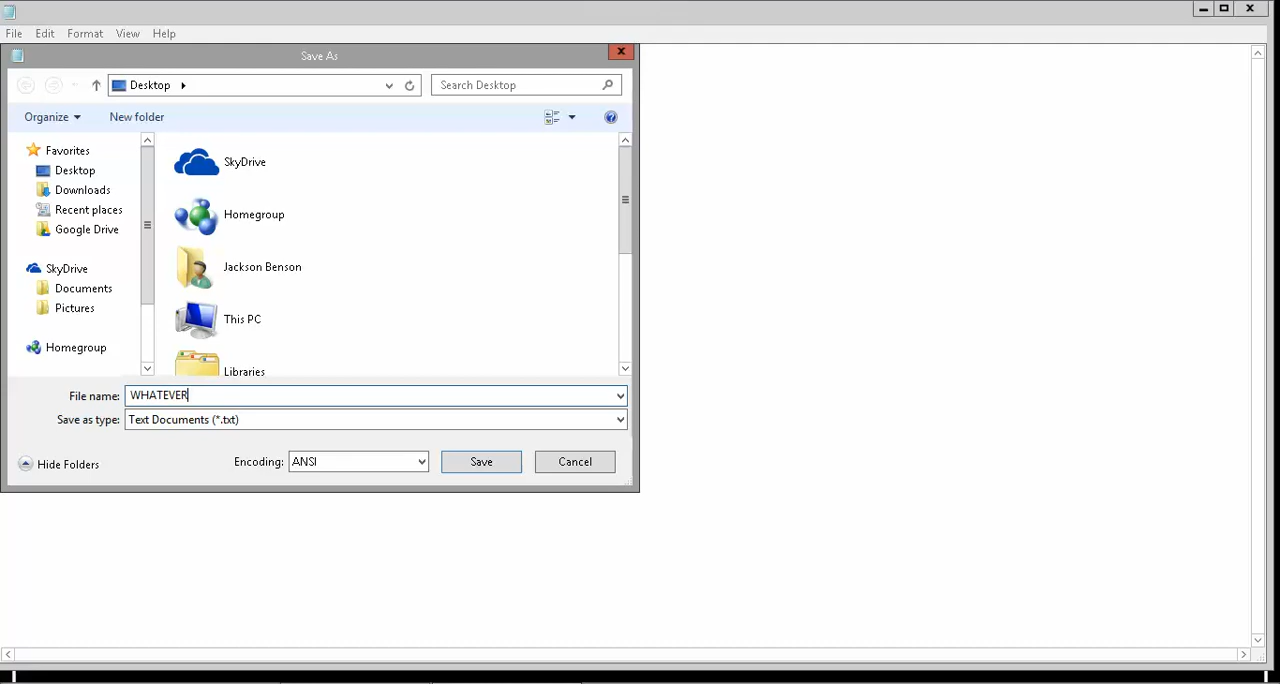 File Edit Format View Help
Save As
Desktop
Search Desktop
Organize New folder
Favorites
Desktop
Downloads
Recent places
Google Drive
SkyDrive
Documents
Pictures
Homegroup
SkyDrive
Homegroup
Jackson Benson
This PC
Libraries
File name: WHATEVER
Save as type: Text Documents (*.txt)
Hide Folders Encoding: ANSI Save Cancel